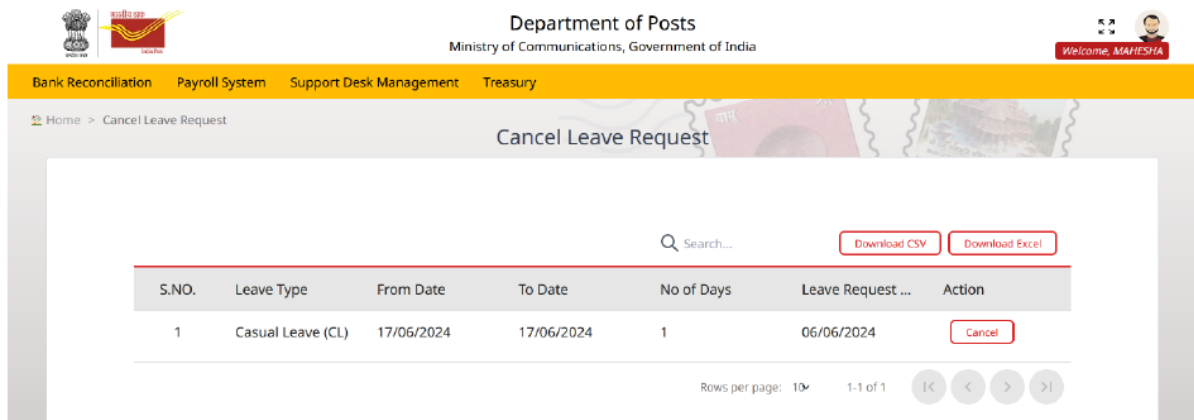 भारतीय डाक
India Post
Department of Posts
Ministry of Communications, Government of India
Welcome, MAHESHA
Bank Reconciliation Payroll System Support Desk Management Treasury
Home > Cancel Leave Request
Cancel Leave Request
Search...
Download CSV
Download Excel
S.NO. Leave Type From Date To Date No of Days Leave Request ... Action
1 Casual Leave (CL) 17/06/2024 17/06/2024 1 06/06/2024 Cancel
Rows per page: 10 1-1 of 1